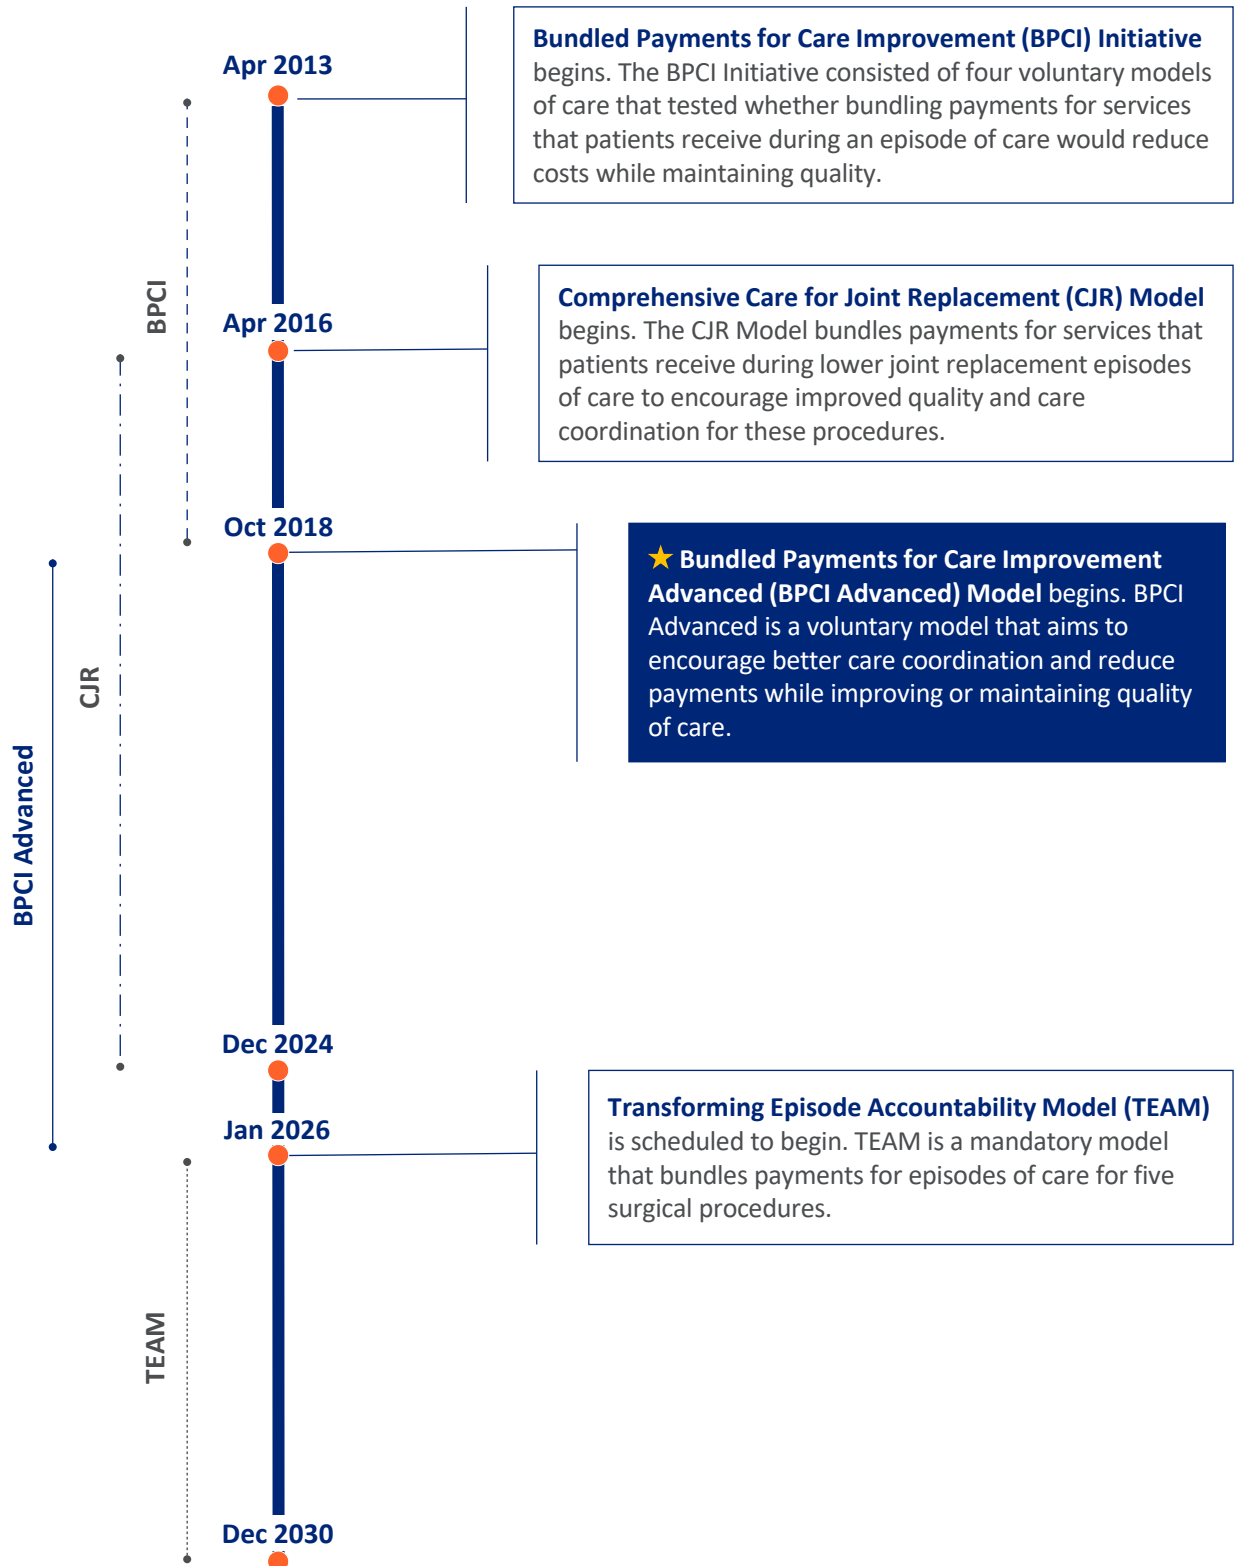 Apr 2013
Bundled Payments for Care Improvement (BPCI) Initiative
begins. The BPCI Initiative consisted of four voluntary models
of care that tested whether bundling payments for services
that patients receive during an episode of care would reduce
costs while maintaining quality.
BPCI
Apr 2016
Comprehensive Care for Joint Replacement (CJR) Model
begins. The CJR Model bundles payments for services that
patients receive during lower joint replacement episodes
of care to encourage improved quality and care
coordination for these procedures.
Oct 2018
Bundled Payments for Care Improvement
Advanced (BPCI Advanced) Model begins. BPCI
Advanced is a voluntary model that aims to
encourage better care coordination and reduce
payments while improving or maintaining quality
of care.
CJR
BPCI Advanced
Dec 2024
Jan 2026
Transforming Episode Accountability Model (TEAM)
is scheduled to begin. TEAM is a mandatory model
that bundles payments for episodes of care for five
surgical procedures.
TEAM
Dec 2030